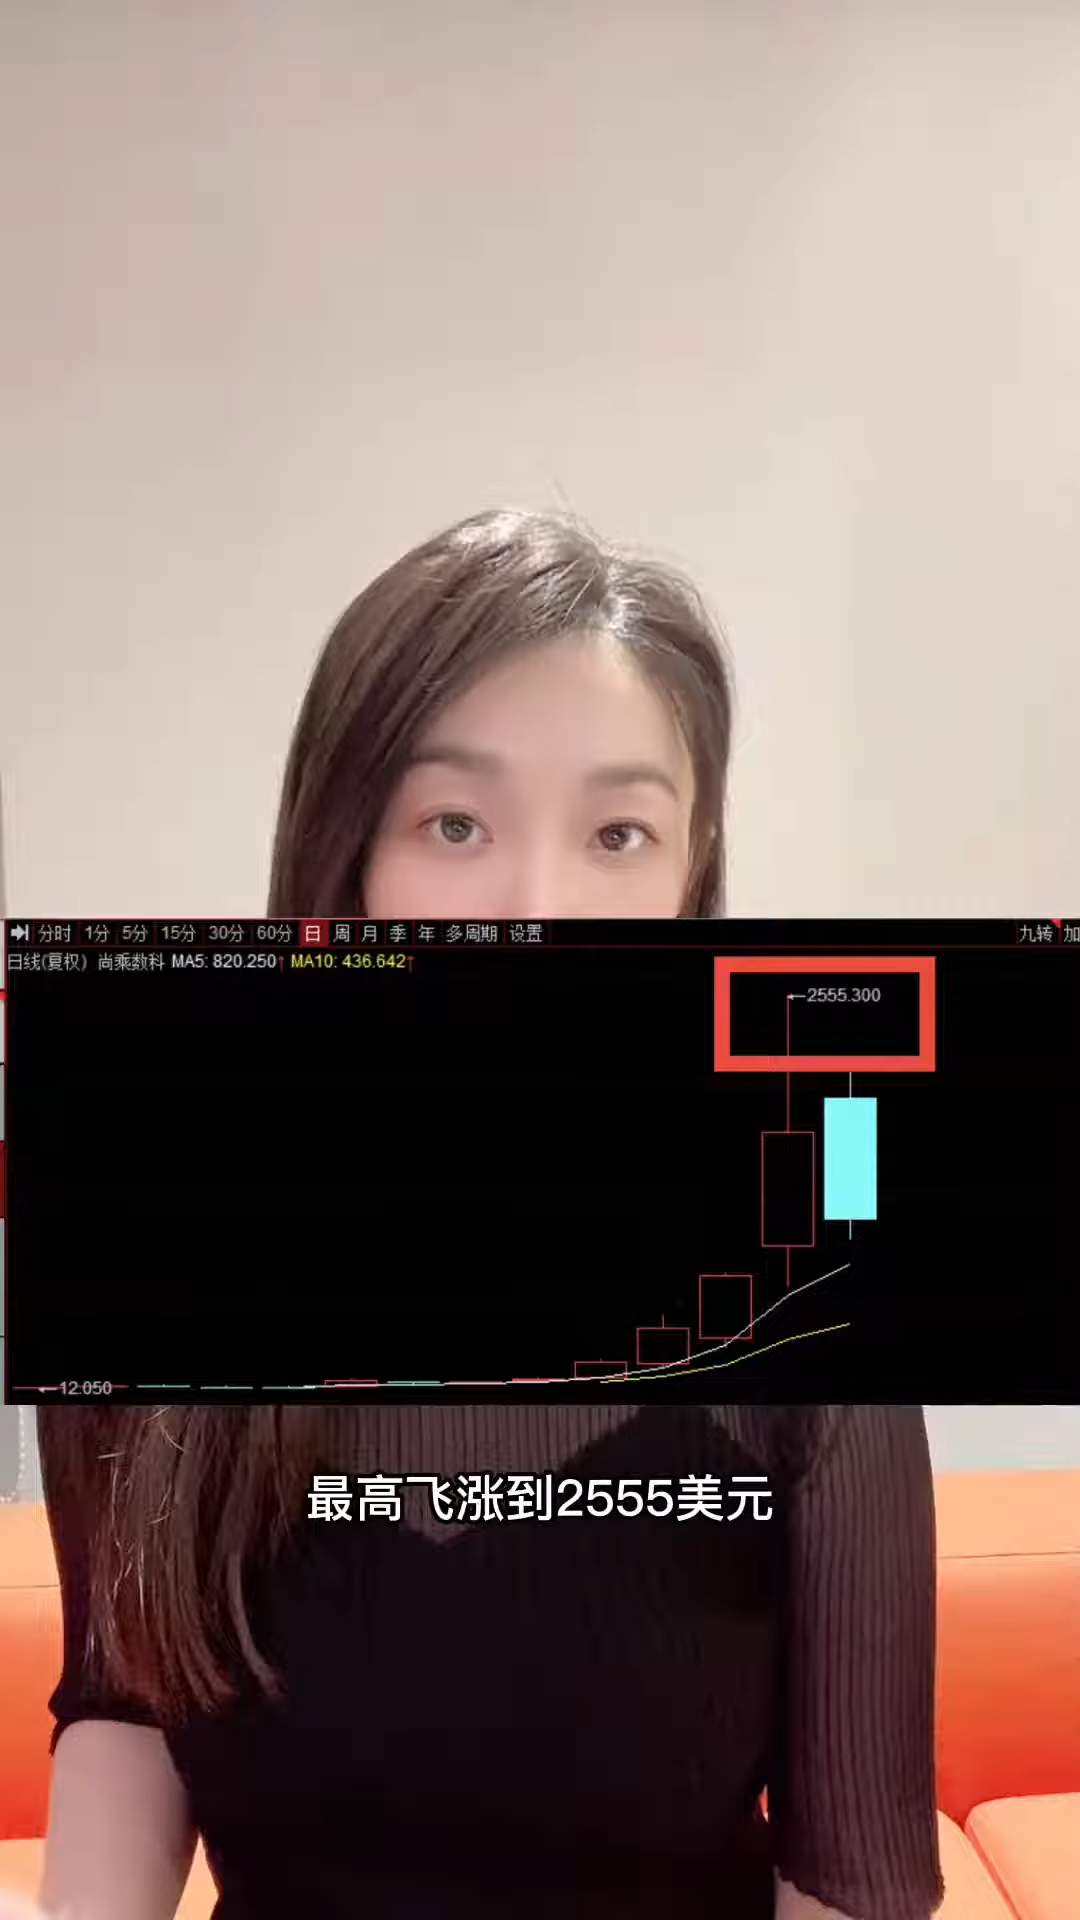 分时 1分 5分 15分 30分 60分 日 周 月 季 年 多周期 设置 九转 加
日线(复权) 尚乘数科 MA5: 820.250↑ MA10: 436.642↑
←2555.300
←12.050
最高飞涨到2555美元